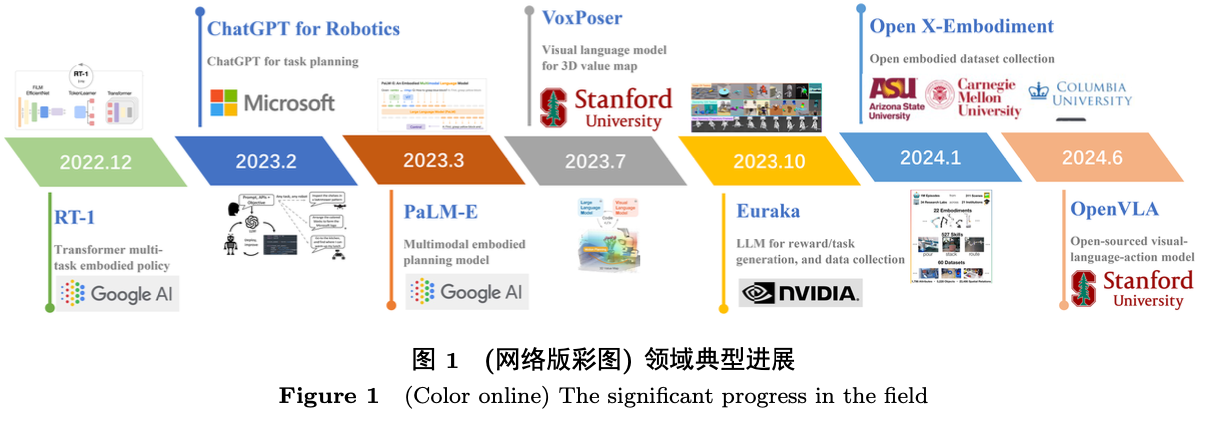 ChatGPT for Robotics
ChatGPT for task planning
Microsoft
VoxPoser
Visual language model
for 3D value map
Stanford
University
Open X-Embodiment
Open embodied dataset collection
ASU
Arizona State
University
Carnegie
Mellon
University
COLUMBIA
UNIVERSITY
RT-1
FiLM
EfficientNet
TokenLearner
Transformer
2022.12
2023.2
2023.3
2023.7
2023.10
2024.1
2024.6
RT-1
Transformer multi-
task embodied policy
Google AI
PaLM-E
Multimodal embodied
planning model
Google AI
Large
Language
Model
Visual
Language
Model
Euraka
LLM for reward/task
generation, and data collection
NVIDIA.
22 Embodiments
527 Skills
pour stack route
60 Datasets
OpenVLA
Open-sourced visual-
language-action model
Stanford
University
图 1 (网络版彩图) 领域典型进展
Figure 1 (Color online) The significant progress in the field